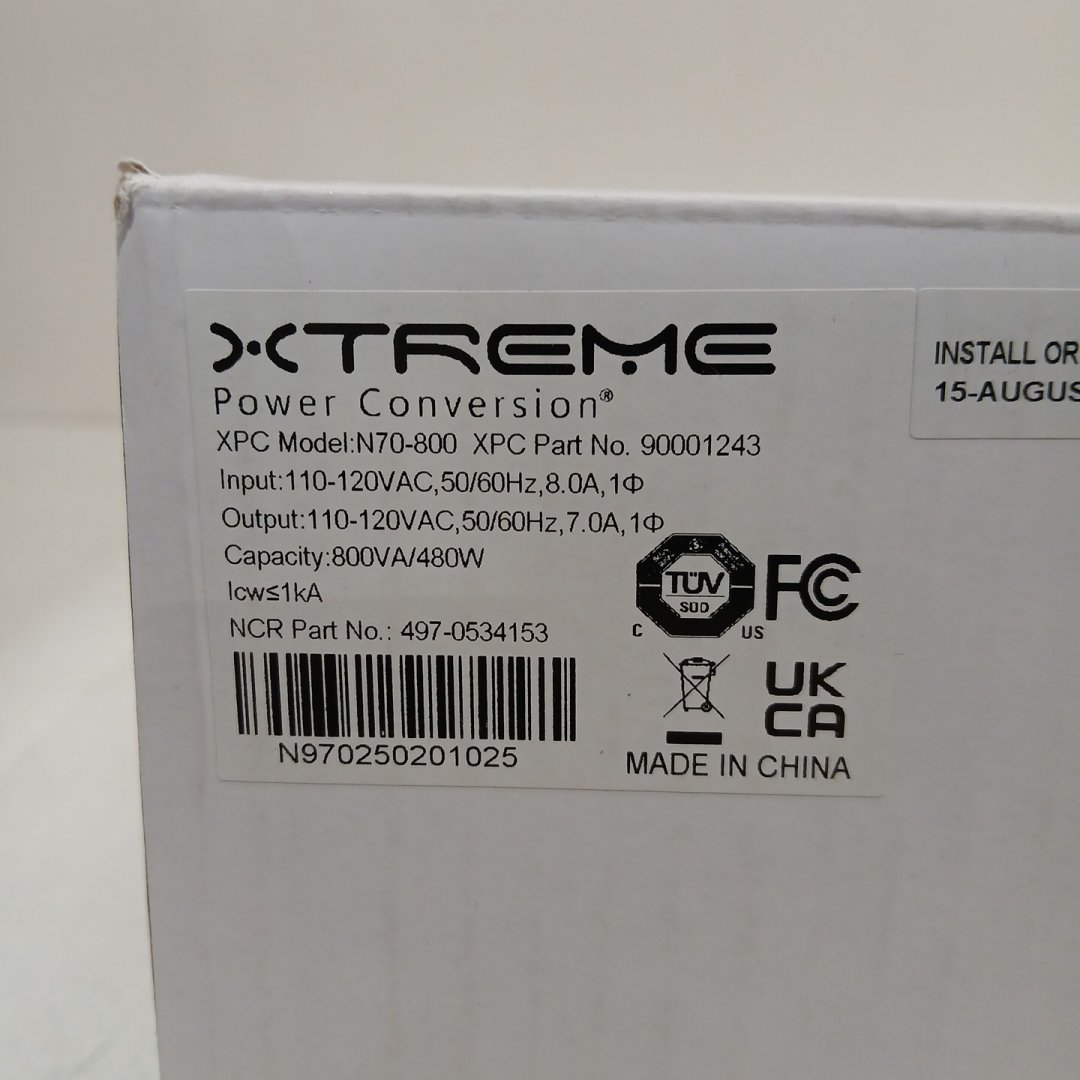 XTREME
Power Conversion®
XPC Model:N70-800 XPC Part No. 90001243
Input:110-120VAC,50/60Hz,8.0A,1Φ
Output:110-120VAC,50/60Hz,7.0A,1Φ
Capacity:800VA/480W
Icw≤1kA
NCR Part No.: 497-0534153
N970250201025
TÜV
SÜD
C US
FC
UK
CA
MADE IN CHINA
INSTALL OR
15-AUGUS